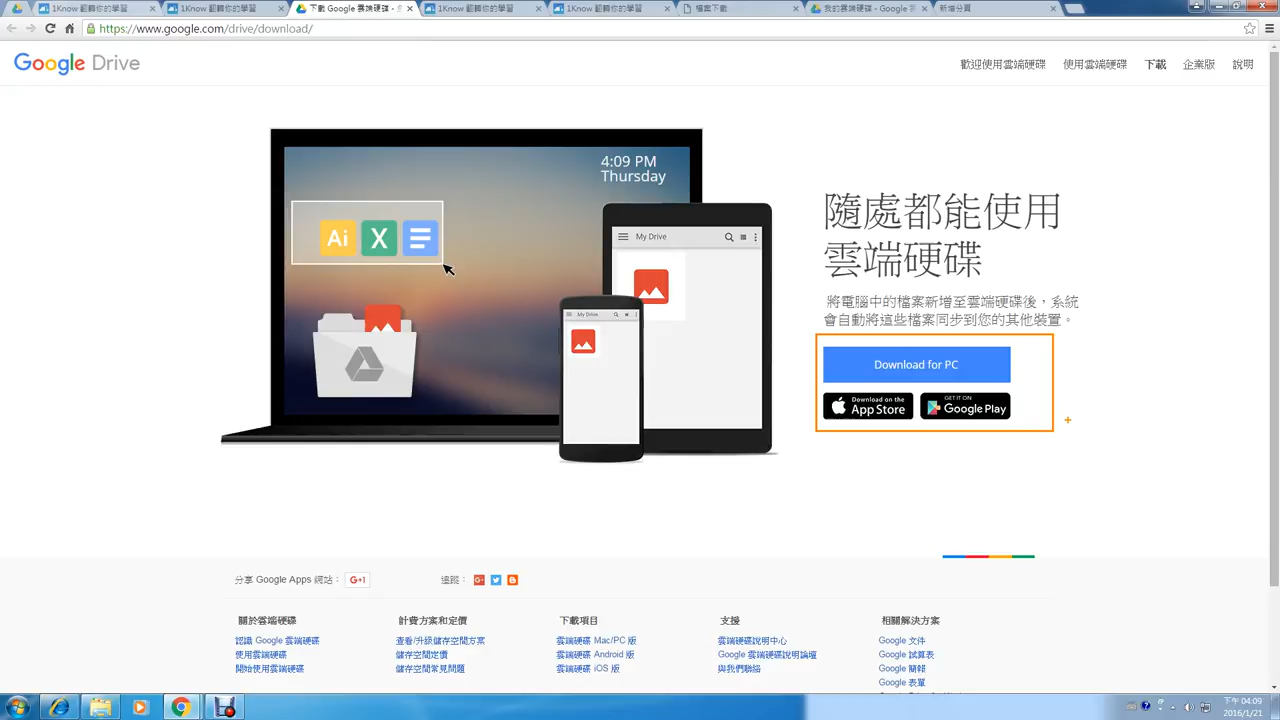 1Know 翻轉你的學習
1Know 翻轉你的學習
下載 Google 雲端硬碟 -
1Know 翻轉你的學習
1Know 翻轉你的學習
檔案下載
我的雲端硬碟 - Google
新增分頁
https://www.google.com/drive/download/
Google Drive
歡迎使用雲端硬碟
使用雲端硬碟
下載
企業版
說明
4:09 PM
Thursday
Ai
X
My Drive
My Drive
隨處都能使用
雲端硬碟
將電腦中的檔案新增至雲端硬碟後，系統
會自動將這些檔案同步到您的其他裝置。
Download for PC
Download on the
App Store
GET IT ON
Google Play
分享 Google Apps 網站：
G+1
追蹤：
關於雲端硬碟
認識 Google 雲端硬碟
使用雲端硬碟
開始使用雲端硬碟
計費方案和定價
查看/升級儲存空間方案
儲存空間定價
儲存空間常見問題
下載項目
雲端硬碟 Mac/PC 版
雲端硬碟 Android 版
雲端硬碟 iOS 版
支援
雲端硬碟說明中心
Google 雲端硬碟說明論壇
與我們聯絡
相關解決方案
Google 文件
Google 試算表
Google 簡報
Google 表單
下午 04:09
2016/1/21